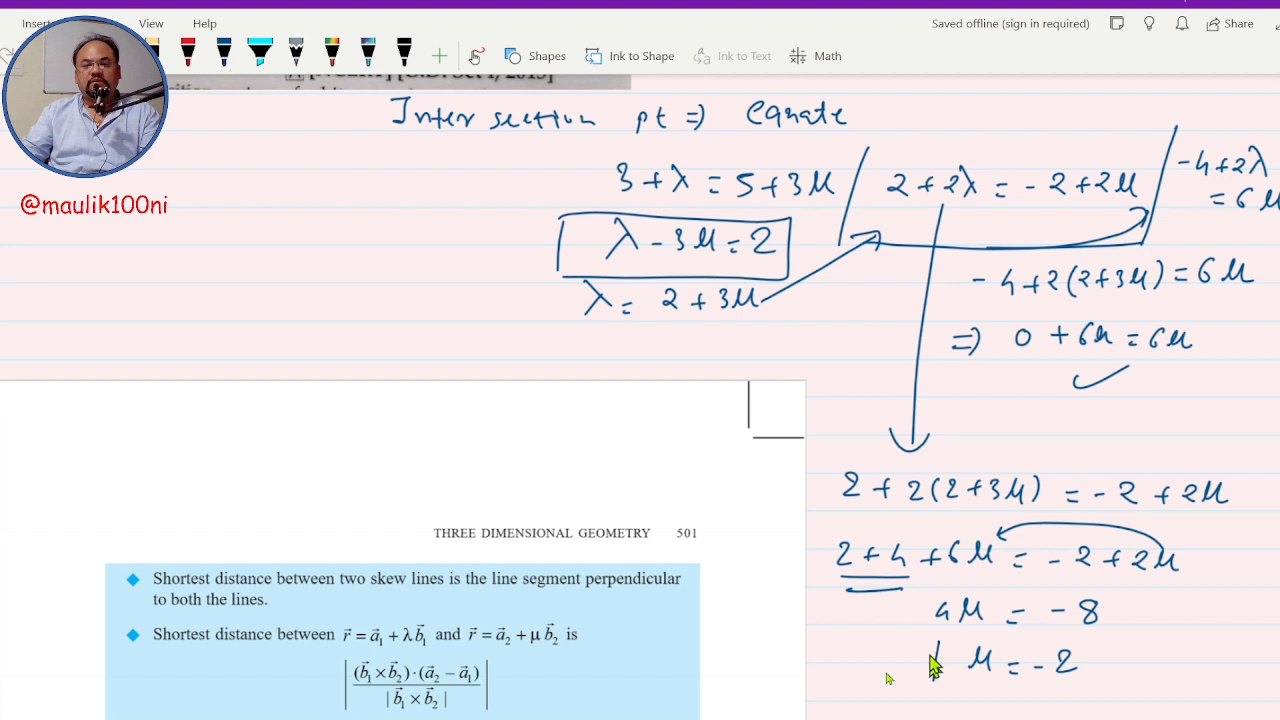 Insert View Help Saved offline (sign in required) Share
+ Shapes Ink to Shape Ink to Text Math
Inter section pt ⇒ Equate
@maulik100ni
3 + λ = 5 + 3μ
2 + 2λ = - 2 + 2μ
- 4 + 2λ
= 6μ
λ - 3μ = 2
λ = 2 + 3μ
- 4 + 2(2 + 3μ) = 6μ
⇒ 0 + 6μ = 6μ
2 + 2(2 + 3μ) = - 2 + 2μ
2 + 4 + 6μ = - 2 + 2μ
4μ = - 8
μ = - 2
THREE DIMENSIONAL GEOMETRY 501
Shortest distance between two skew lines is the line segment perpendicular
to both the lines.
Shortest distance between r⃗ = a⃗₁ + λ b⃗₁ and r⃗ = a⃗₂ + μ b⃗₂ is
| (b⃗₁ × b⃗₂) · (a⃗₂ – a⃗₁) / | b⃗₁ × b⃗₂ | |